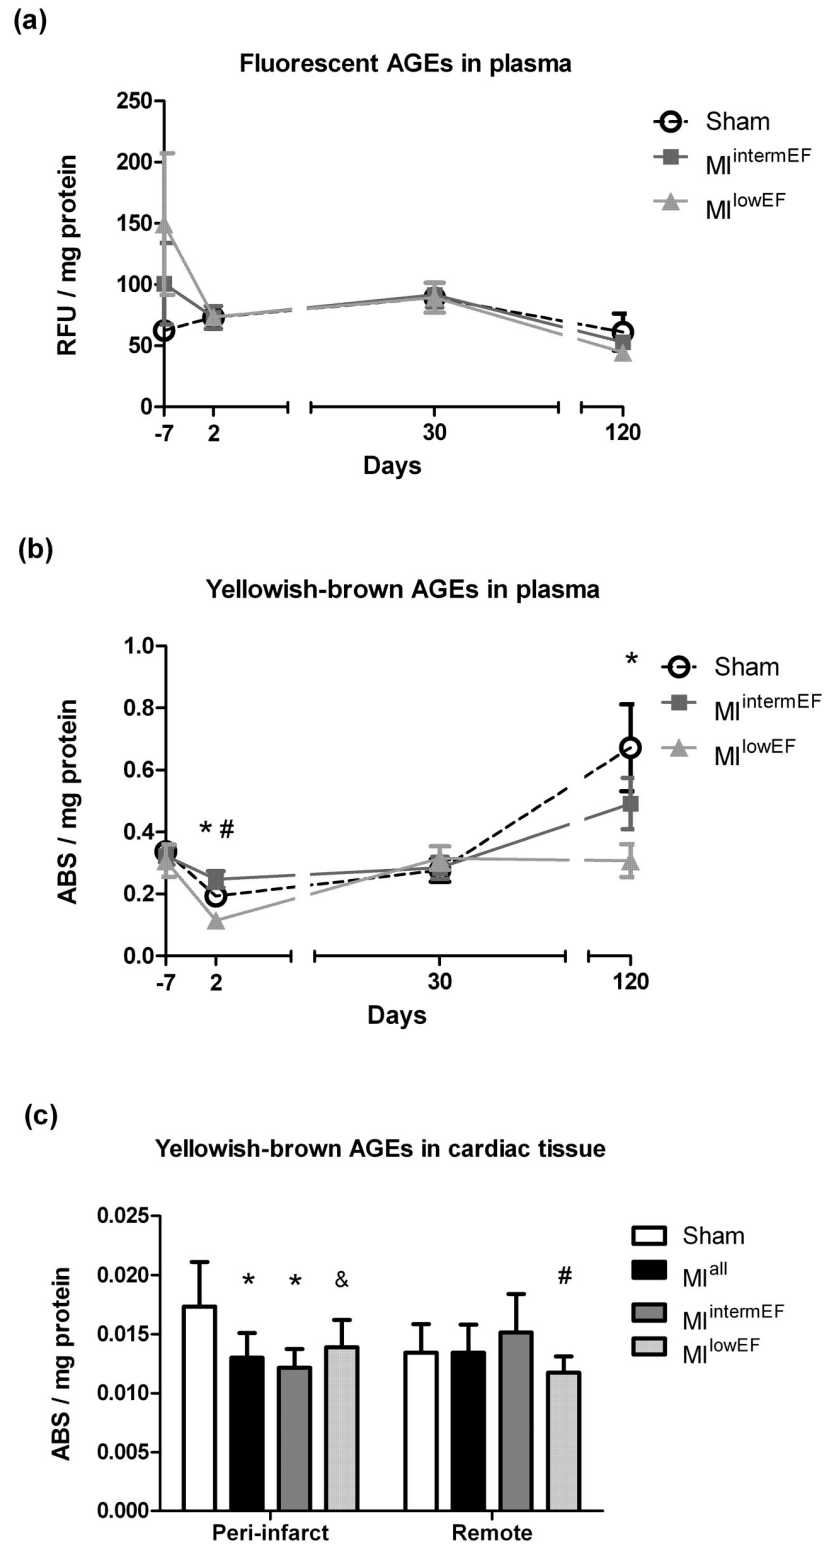 (a)
Fluorescent AGEs in plasma
250
200
150
100
50
0
RFU / mg protein
-7 2 30 120
Days
Sham
MI^intermEF
MI^lowEF
(b)
Yellowish-brown AGEs in plasma
1.0
0.8
0.6
0.4
0.2
0.0
ABS / mg protein
* #
*
-7 2 30 120
Days
Sham
MI^intermEF
MI^lowEF
(c)
Yellowish-brown AGEs in cardiac tissue
0.025
0.020
0.015
0.010
0.005
0.000
ABS / mg protein
* * & #
Peri-infarct Remote
Sham
MI^all
MI^intermEF
MI^lowEF